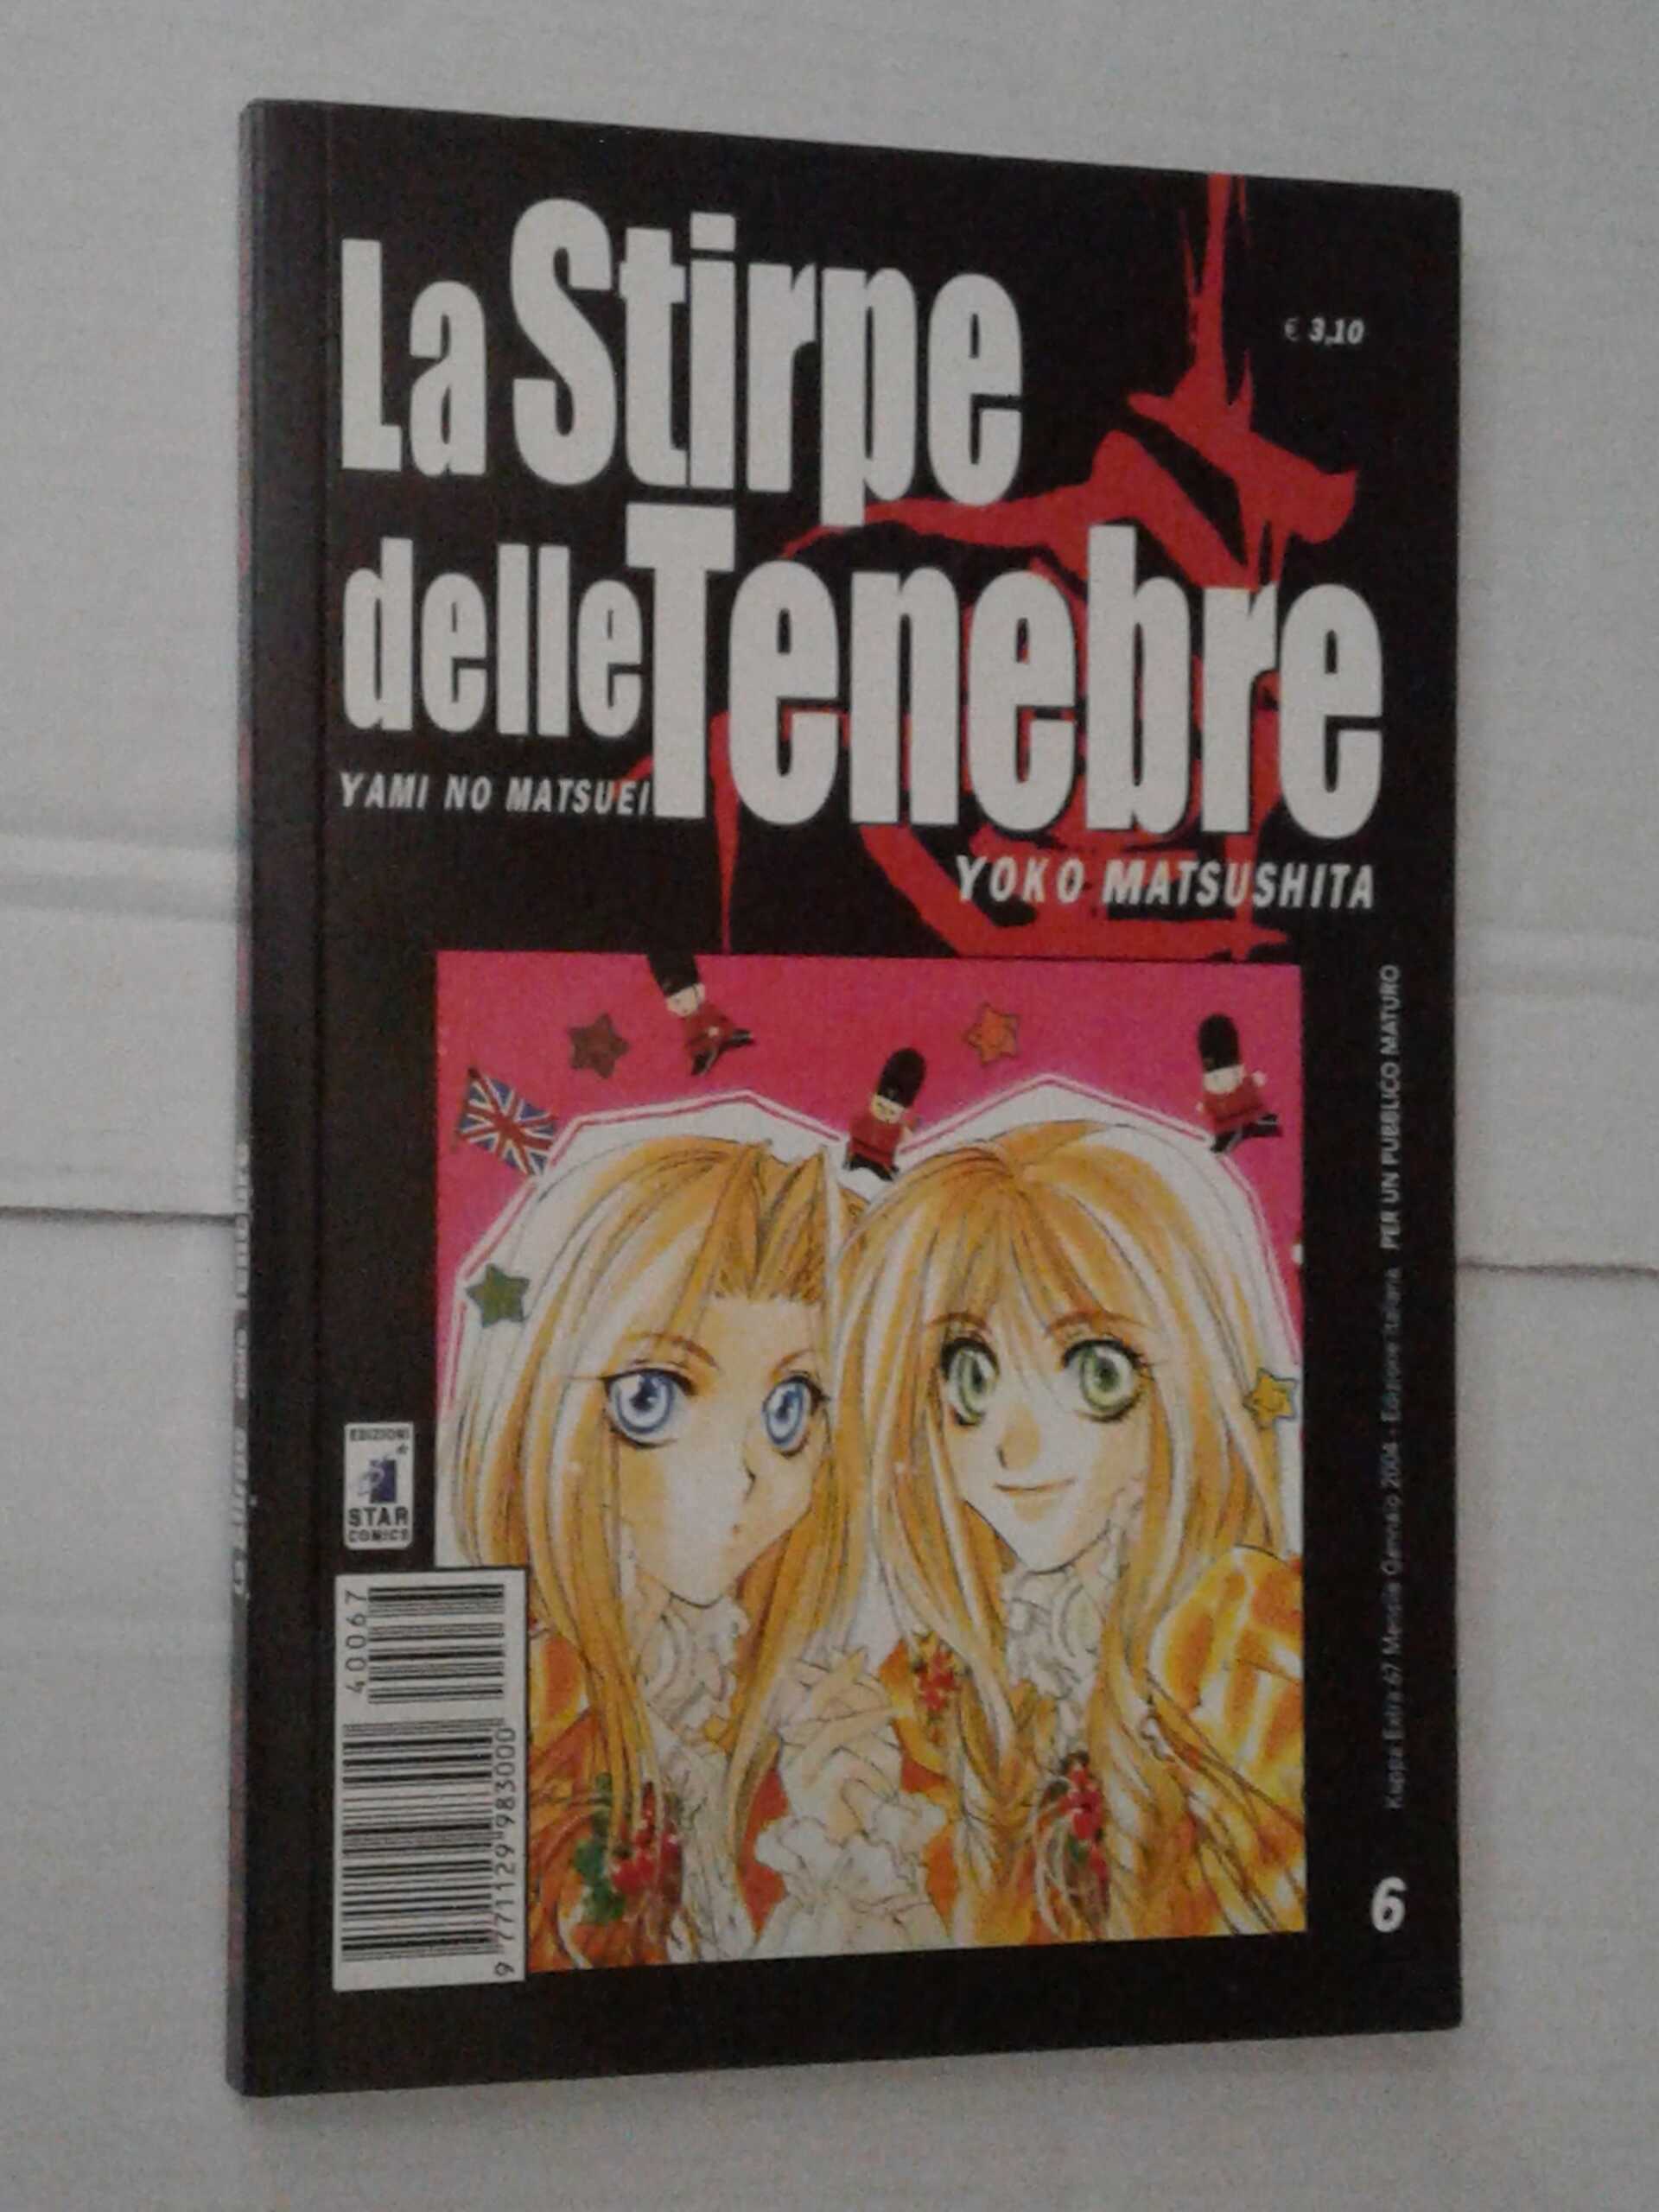 La Stirpe
delle Tenebre
YAMI NO MATSUEI
YOKO MATSUSHITA
€ 3,10
Kappa Extra 67 Mensile Gennaio 2004 - Edizione italiana PER UN PUBBLICO MATURO
EDIZIONI
STAR
COMICS
40067
9 771129 983000
6